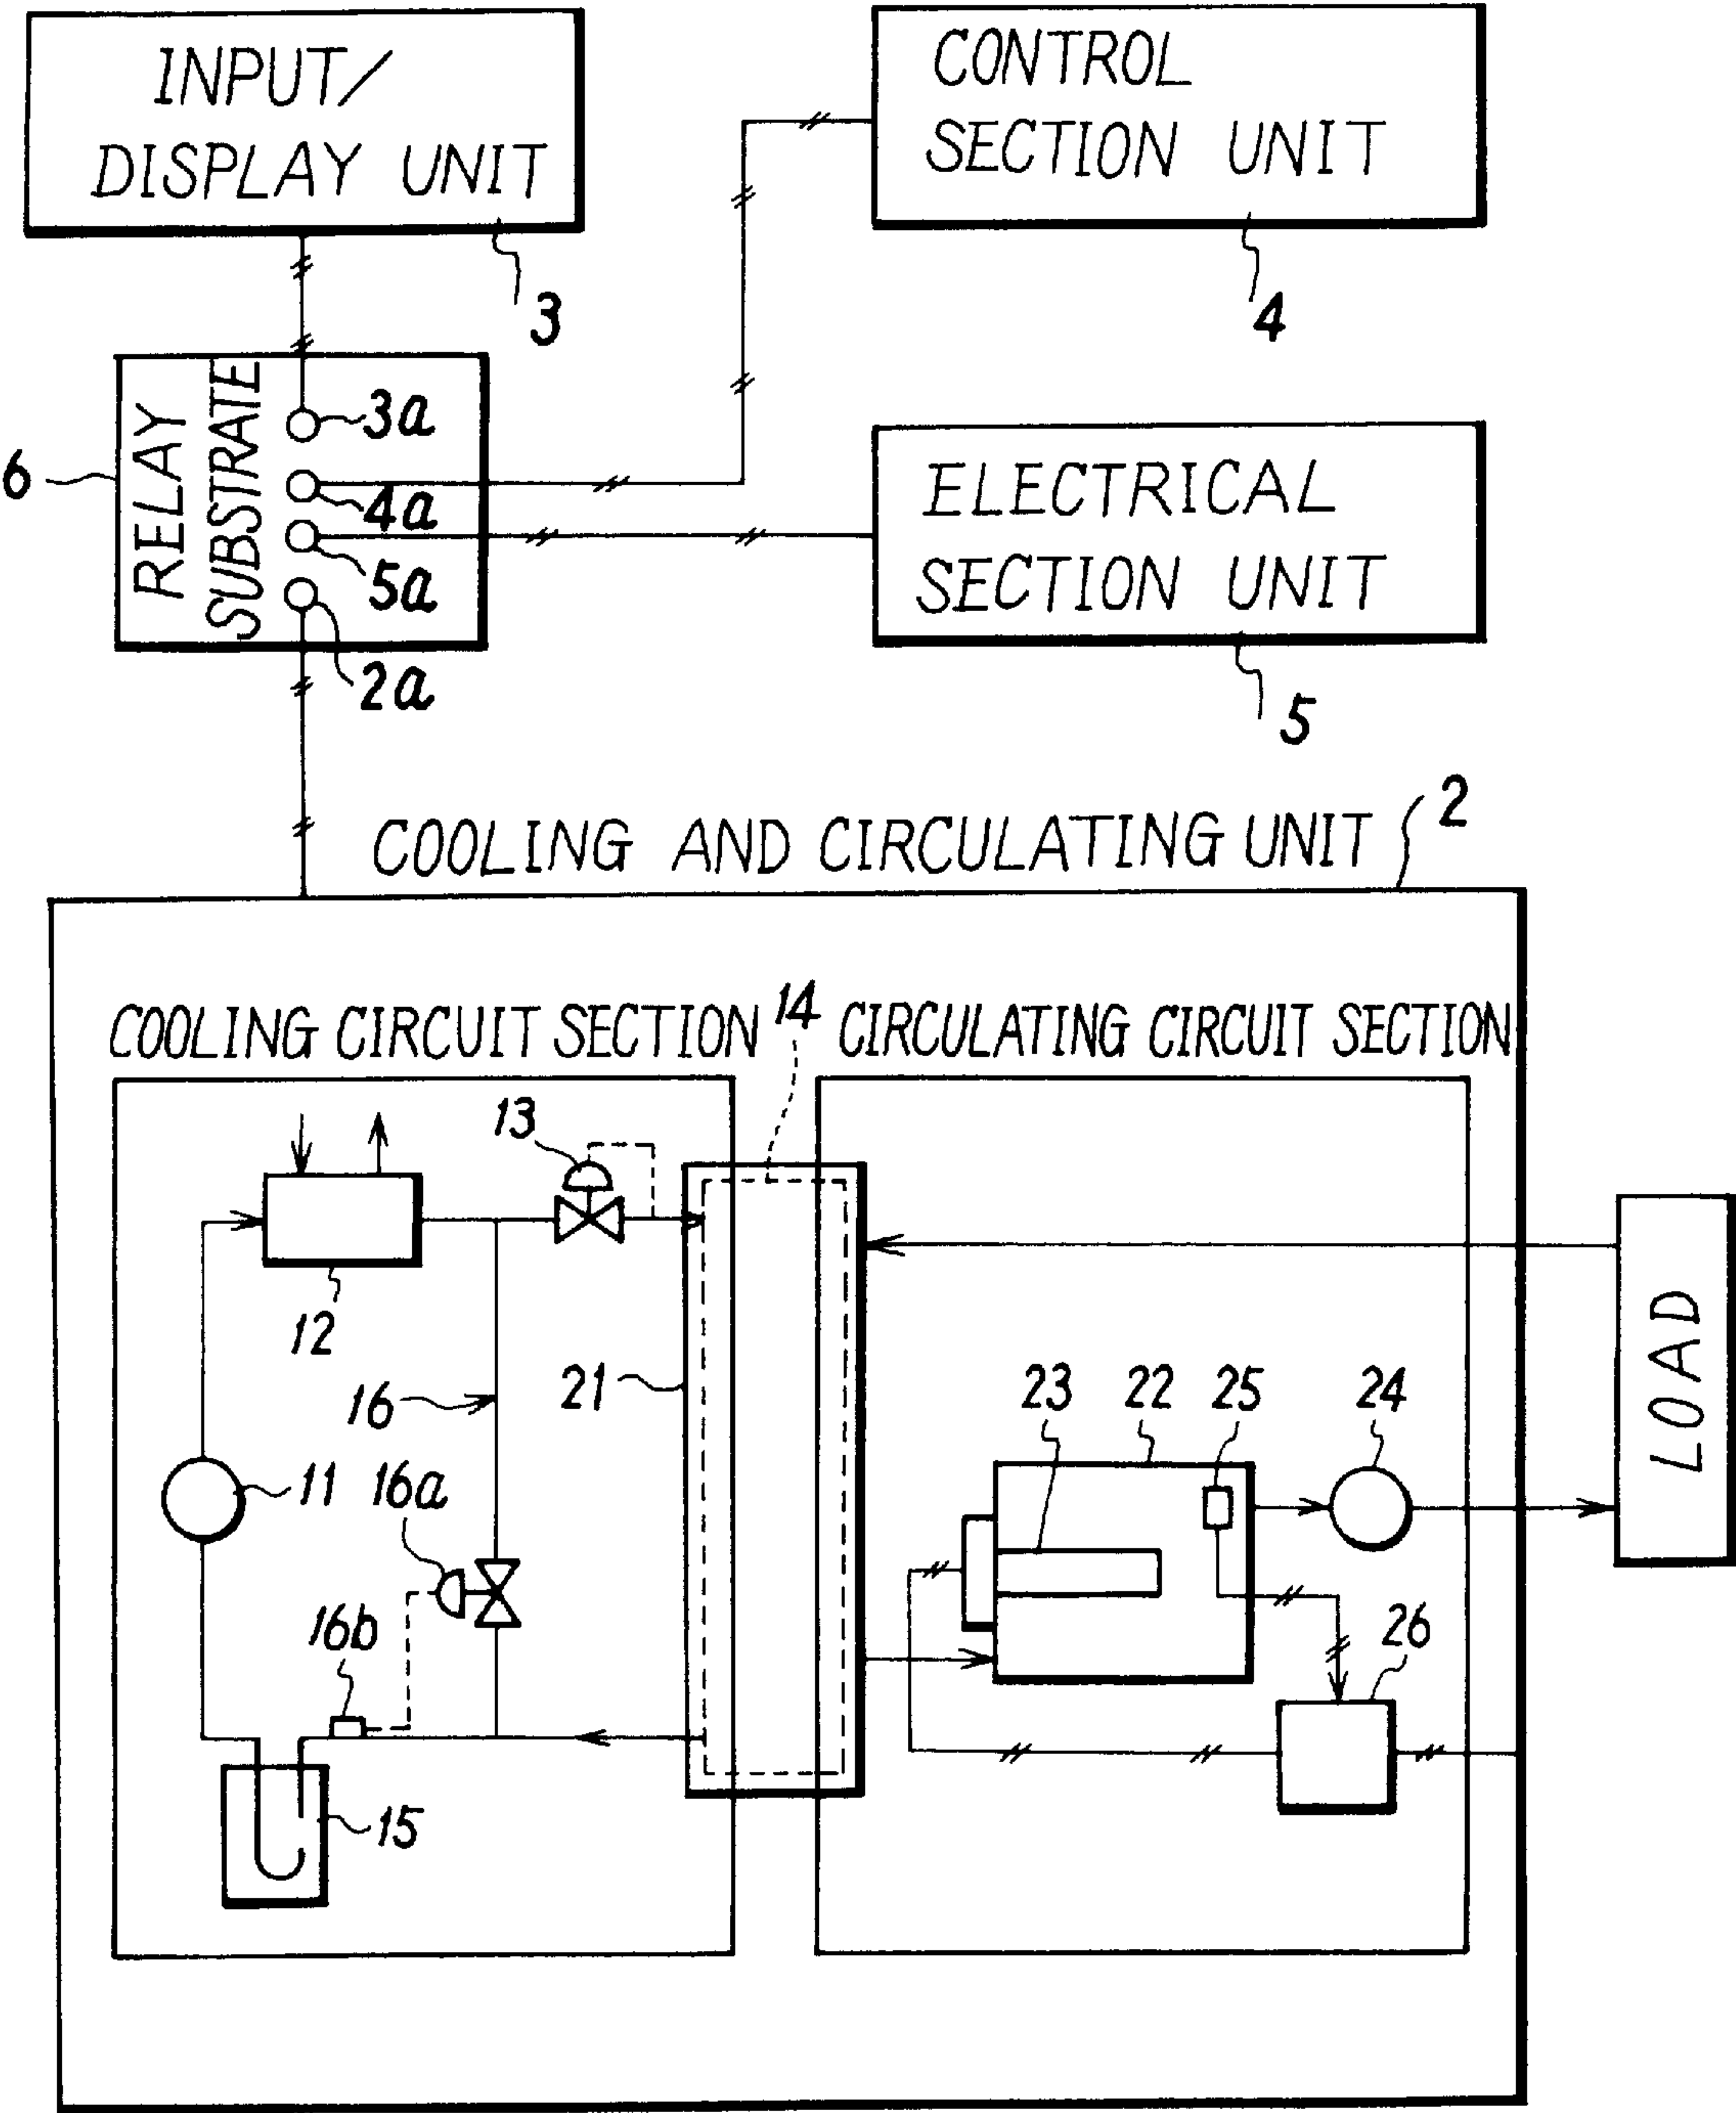 INPUT/
DISPLAY UNIT
3
CONTROL
SECTION UNIT
4
RELAY
SUBSTRATE
6
3a
4a
5a
2a
ELECTRICAL
SECTION UNIT
5
COOLING AND CIRCULATING UNIT
2
COOLING CIRCUIT SECTION
14
CIRCULATING CIRCUIT SECTION
13
12
21
16
11
16a
16b
15
23
22
25
24
26
LOAD